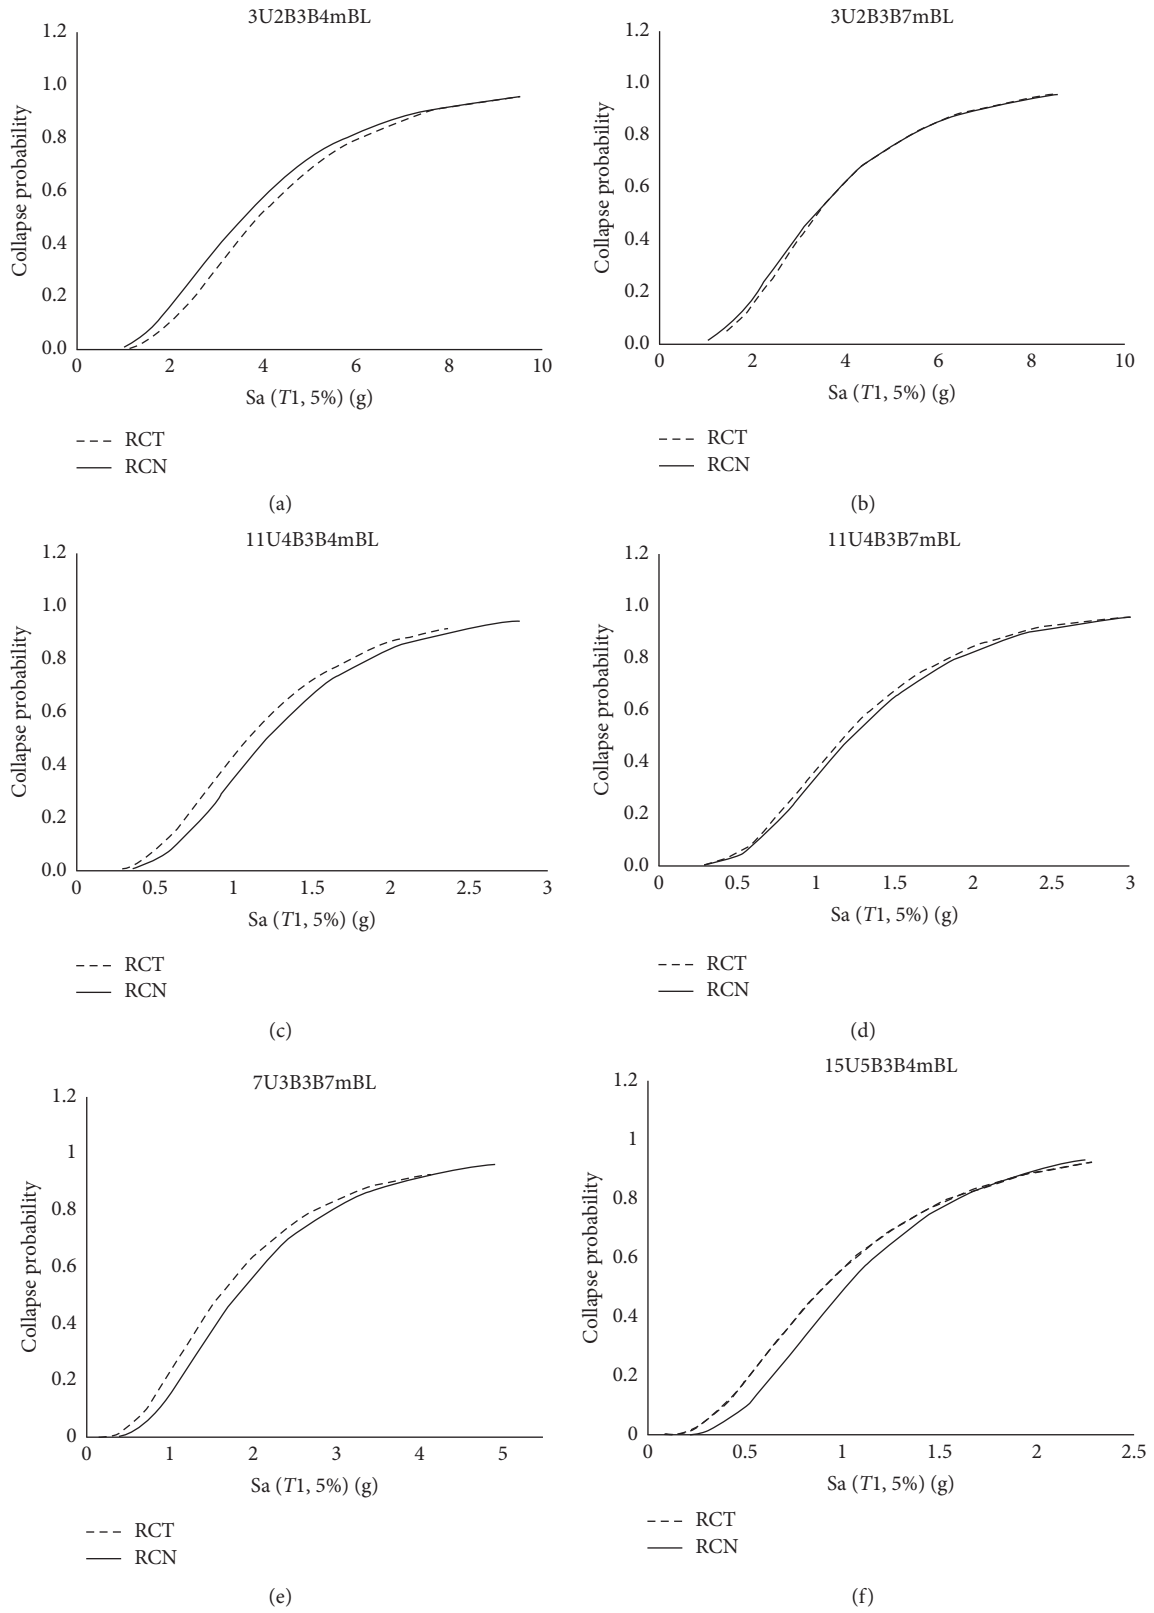 3U2B3B4mBL
1.2
1.0
0.8
0.6
0.4
0.2
0.0
Collapse probability
0 2 4 6 8 10
Sa (T1, 5%) (g)
RCT
RCN
(a)
3U2B3B7mBL
1.2
1.0
0.8
0.6
0.4
0.2
0.0
Collapse probability
0 2 4 6 8 10
Sa (T1, 5%) (g)
RCT
RCN
(b)
11U4B3B4mBL
1.2
1.0
0.8
0.6
0.4
0.2
0.0
Collapse probability
0 0.5 1 1.5 2 2.5 3
Sa (T1, 5%) (g)
RCT
RCN
(c)
11U4B3B7mBL
1.2
1.0
0.8
0.6
0.4
0.2
0.0
Collapse probability
0 0.5 1 1.5 2 2.5 3
Sa (T1, 5%) (g)
RCT
RCN
(d)
7U3B3B7mBL
1.2
1
0.8
0.6
0.4
0.2
0
Collapse probability
0 1 2 3 4 5
Sa (T1, 5%) (g)
RCT
RCN
(e)
15U5B3B4mBL
1.2
1
0.8
0.6
0.4
0.2
0
Collapse probability
0 0.5 1 1.5 2 2.5
Sa (T1, 5%) (g)
RCT
RCN
(f)